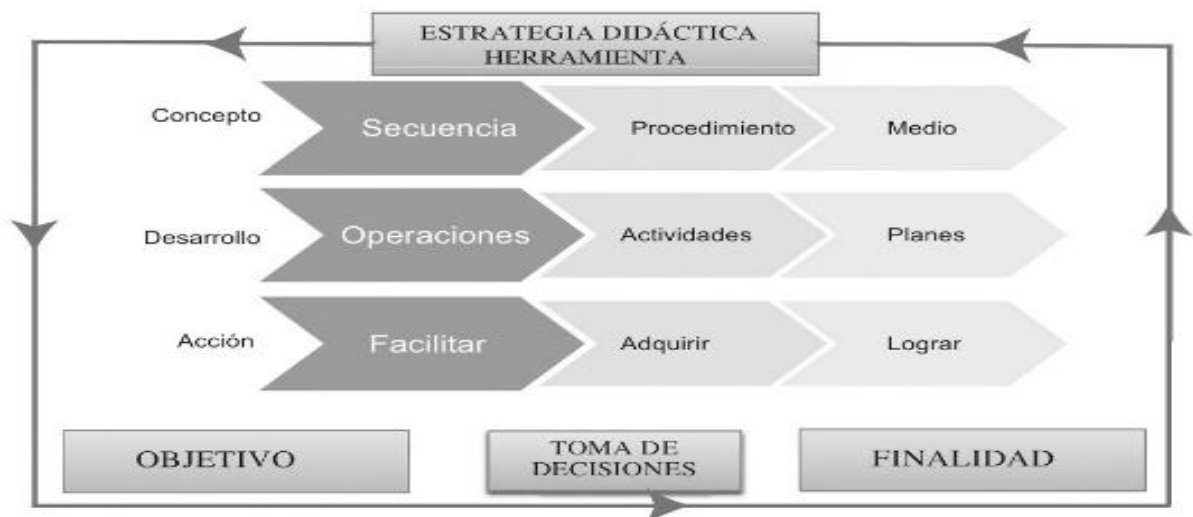 ESTRATEGIA DIDÁCTICA
HERRAMIENTA
Concepto
Secuencia
Procedimiento
Medio
Desarrollo
Operaciones
Actividades
Planes
Acción
Facilitar
Adquirir
Lograr
OBJETIVO
TOMA DE
DECISIONES
FINALIDAD